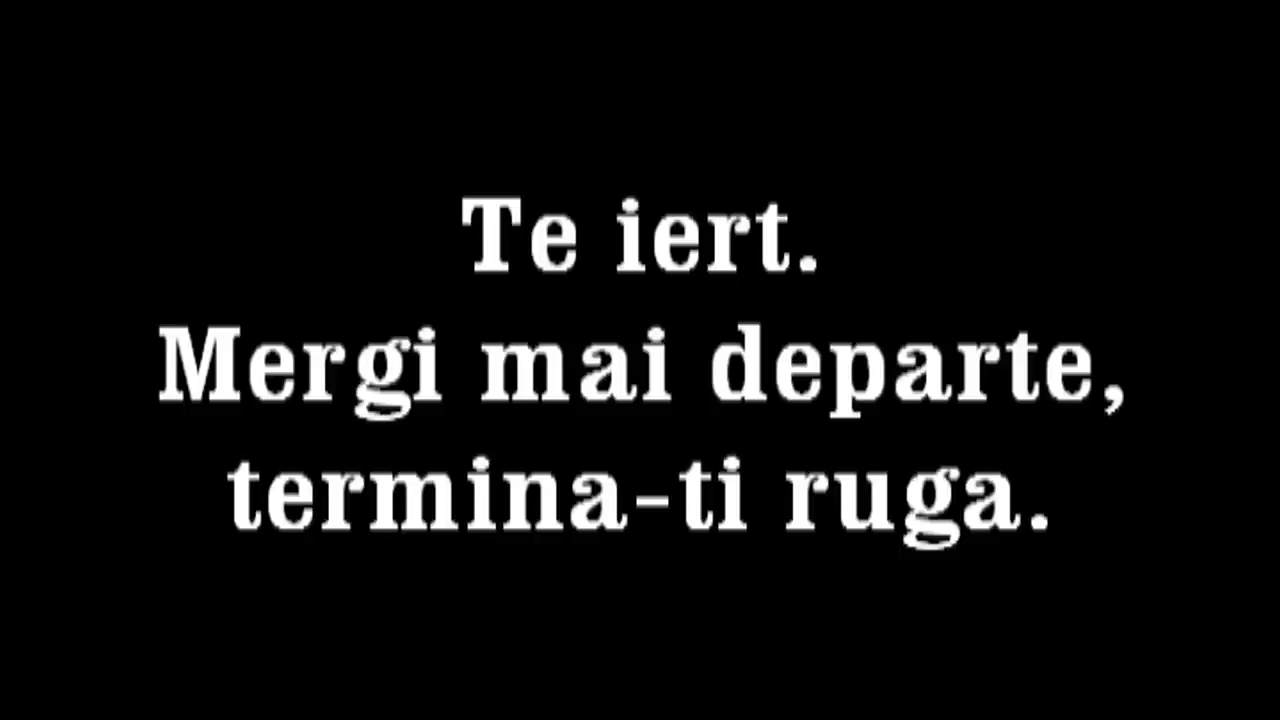 Te iert.
Mergi mai departe,
termina-ti ruga.